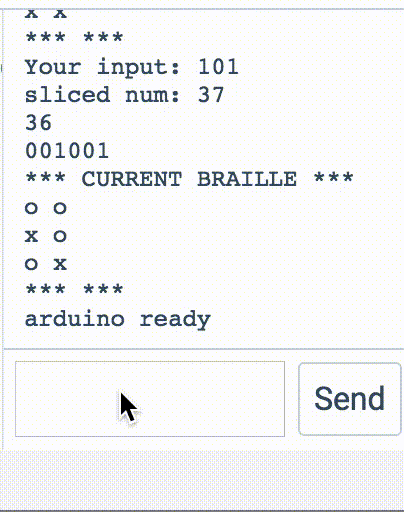 x x
*** ***
Your input: 101
sliced num: 37
36
001001
*** CURRENT BRAILLE ***
o o
x o
o x
*** ***
arduino ready
Send